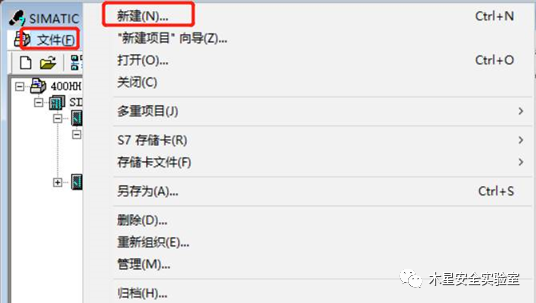 SIMATIC
文件(F)
400HH
SI
新建(N)... Ctrl+N
"新建项目" 向导(Z)...
打开(O)... Ctrl+O
关闭(C)
多重项目(J)
S7 存储卡(R)
存储卡文件(F)
另存为(A)... Ctrl+S
删除(D)...
重新组织(E)...
管理(M)...
归档(H)...
木星安全实验室